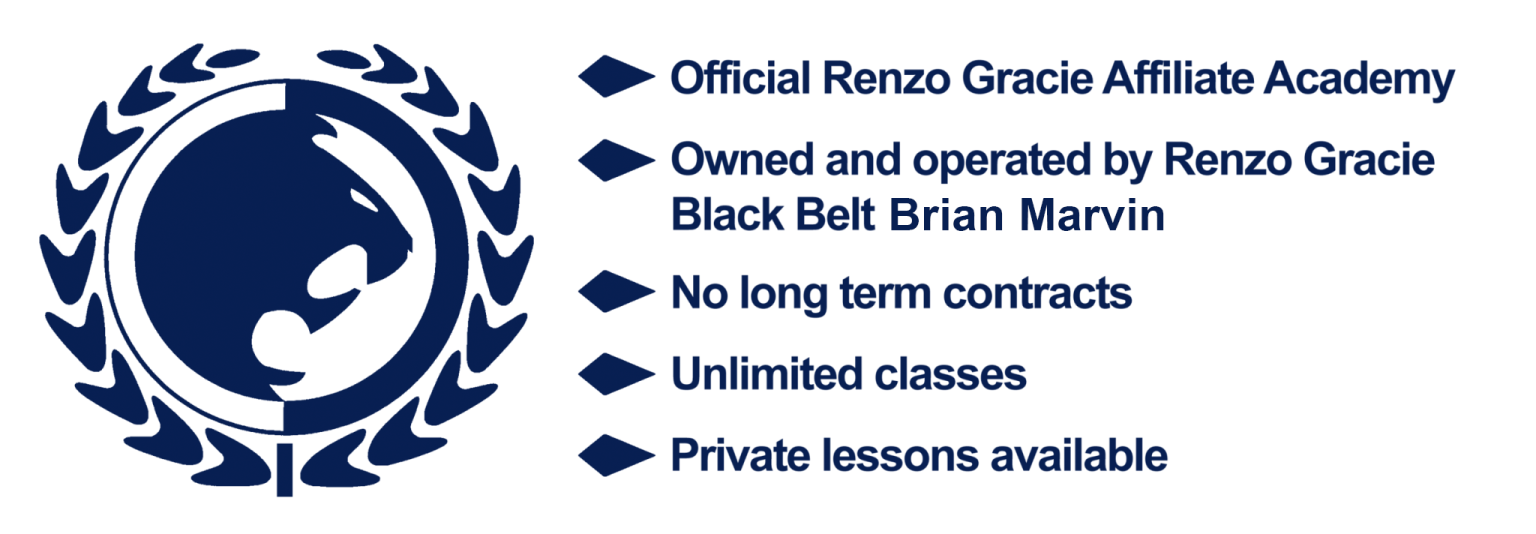 Official Renzo Gracie Affiliate Academy
Owned and operated by Renzo Gracie
Black Belt Brian Marvin
No long term contracts
Unlimited classes
Private lessons available